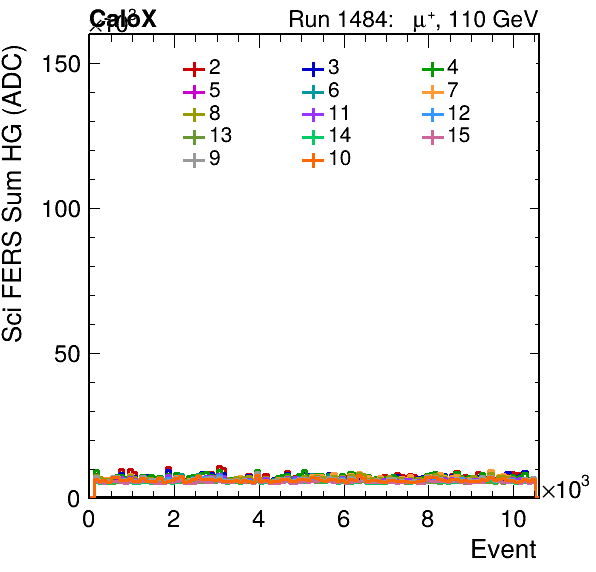 CaloX ×10³ Run 1484: μ⁺, 110 GeV
Sci FERS Sum HG (ADC)
150
100
50
0
2 3 4
5 6 7
8 11 12
13 14 15
9 10
0 2 4 6 8 10 ×10³
Event